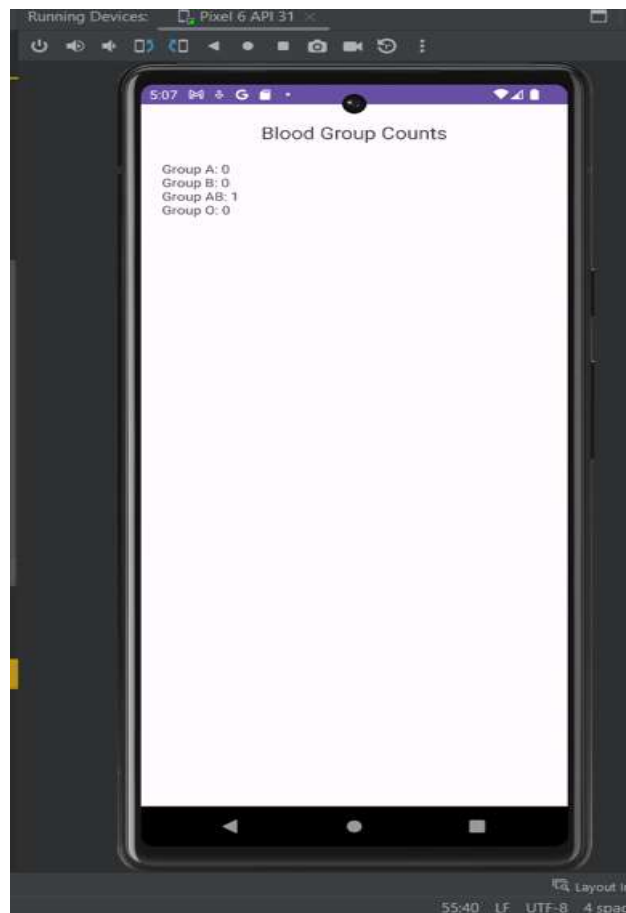 Running Devices: Pixel 6 API 31
5:07 G
Blood Group Counts
Group A: 0
Group B: 0
Group AB: 1
Group O: 0
Layout
55:40 LF UTF-8 4